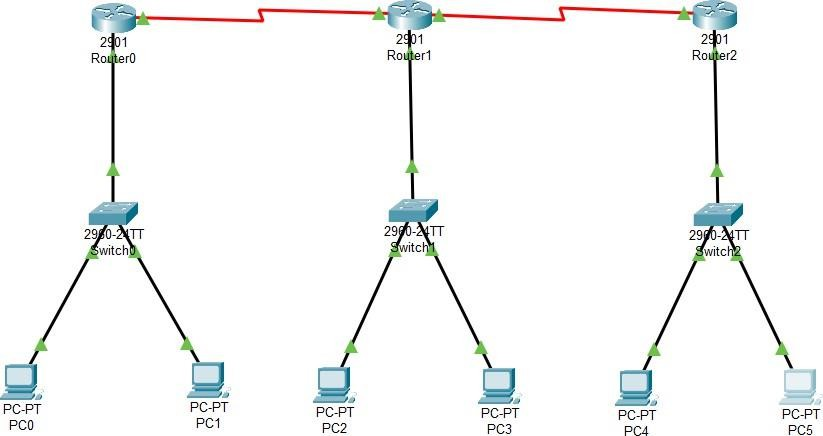 2901
Router0
2901
Router1
2901
Router2
2960-24TT
Switch0
2960-24TT
Switch1
2960-24TT
Switch2
PC-PT
PC0
PC-PT
PC1
PC-PT
PC2
PC-PT
PC3
PC-PT
PC4
PC-PT
PC5